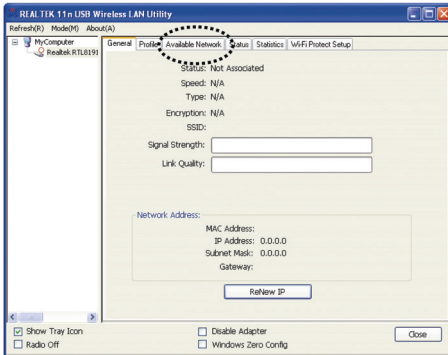 REALTEK 11n USB Wireless LAN Utility
Refresh(R) Mode(M) About(A)
MyComputer
Realtek RTL8191
General Profile Available Network Status Statistics Wi-Fi Protect Setup
Status: Not Associated
Speed: N/A
Type: N/A
Encryption: N/A
SSID:
Signal Strength:
Link Quality:
Network Address:
MAC Address:
IP Address: 0.0.0.0
Subnet Mask: 0.0.0.0
Gateway:
ReNew IP
Show Tray Icon
Radio Off
Disable Adapter
Windows Zero Config
Close